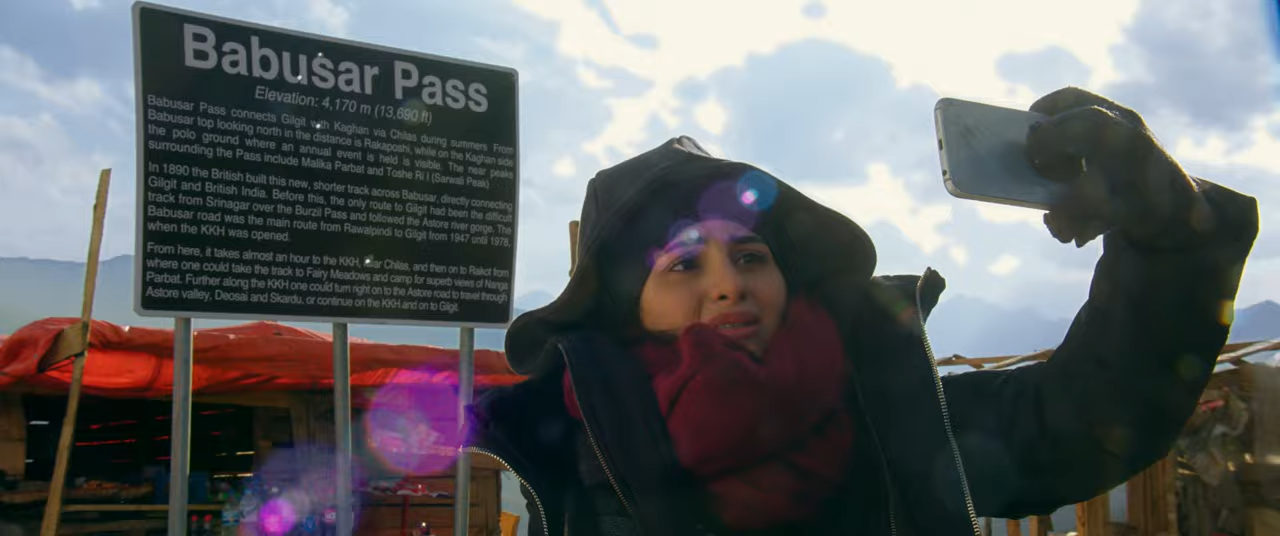 Babusar Pass
Elevation: 4,170 m (13,690 ft)
Babusar Pass connects Gilgit with Kaghan via Chilas during summers. From
Babusar top looking north in the distance is Rakaposhi, while on the Kaghan side
the polo ground where an annual event is held is visible. The near peaks
surrounding the Pass include Malika Parbat and Toshe Ri I (Sarwali Peak)
In 1890 the British built this new, shorter track across Babusar, directly connecting
Gilgit and British India. Before this, the only route to Gilgit had been the difficult
track from Srinagar over the Burzil Pass and followed the Astore river gorge. The
Babusar road was the main route from Rawalpindi to Gilgit from 1947 until 1978,
when the KKH was opened.
From here, it takes almost an hour to the KKH, near Chilas, and then on to Raikot from
where one could take the track to Fairy Meadows and camp for superb views of Nanga
Parbat. Further along the KKH one could turn right on to the Astore road to travel through
Astore valley, Deosai and Skardu, or continue on the KKH and on to Gilgit.